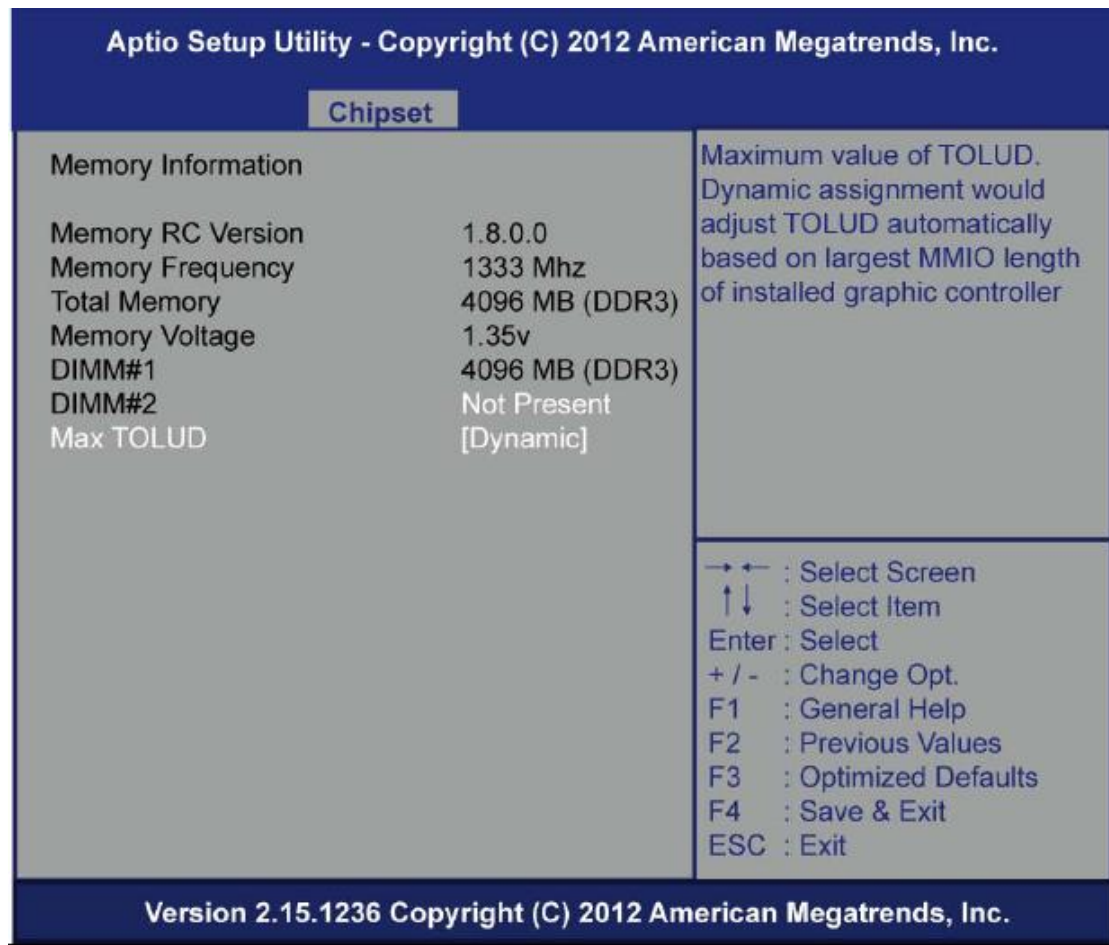 Aptio Setup Utility - Copyright (C) 2012 American Megatrends, Inc.
Chipset
Memory Information
Memory RC Version 1.8.0.0
Memory Frequency 1333 Mhz
Total Memory 4096 MB (DDR3)
Memory Voltage 1.35v
DIMM#1 4096 MB (DDR3)
DIMM#2 Not Present
Max TOLUD [Dynamic]
Maximum value of TOLUD.
Dynamic assignment would
adjust TOLUD automatically
based on largest MMIO length
of installed graphic controller
→ ← : Select Screen
↑↓ : Select Item
Enter : Select
+ / - : Change Opt.
F1 : General Help
F2 : Previous Values
F3 : Optimized Defaults
F4 : Save & Exit
ESC : Exit
Version 2.15.1236 Copyright (C) 2012 American Megatrends, Inc.